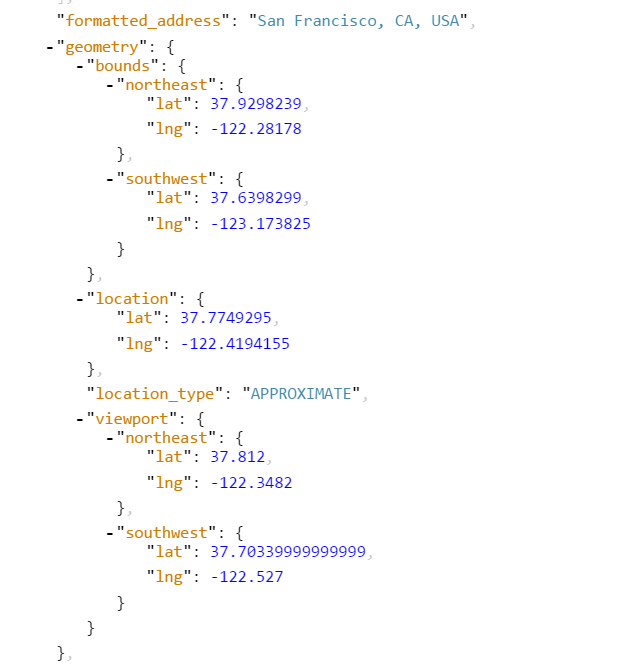 ],
"formatted_address": "San Francisco, CA, USA",
-"geometry": {
-"bounds": {
-"northeast": {
"lat": 37.9298239,
"lng": -122.28178
},
-"southwest": {
"lat": 37.6398299,
"lng": -123.173825
}
},
-"location": {
"lat": 37.7749295,
"lng": -122.4194155
},
"location_type": "APPROXIMATE",
-"viewport": {
-"northeast": {
"lat": 37.812,
"lng": -122.3482
},
-"southwest": {
"lat": 37.70339999999999,
"lng": -122.527
}
}
},